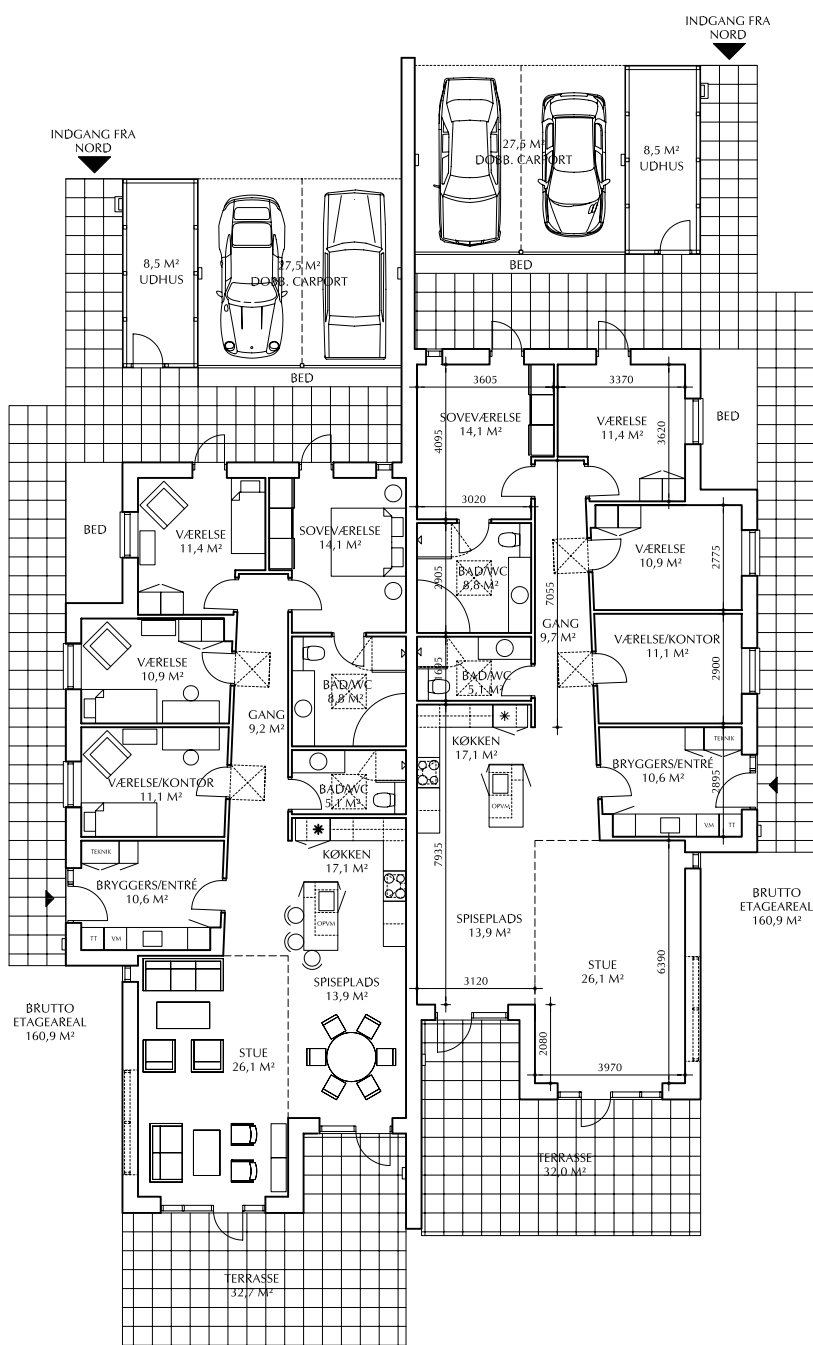 INDGANG FRA
NORD
27,5 M²
DOBB. CARPORT
8,5 M²
UDHUS
BED
INDGANG FRA
NORD
8,5 M²
UDHUS
27,5 M²
DOBB. CARPORT
BED
3605
3370
SOVEVÆRELSE
14,1 M²
4095
VÆRELSE
11,4 M²
3620
BED
3020
BED
VÆRELSE
11,4 M²
SOVEVÆRELSE
14,1 M²
BAD/WC
8,8 M²
2905
VÆRELSE
10,9 M²
2775
7055
GANG
9,7 M²
VÆRELSE/KONTOR
11,1 M²
2900
VÆRELSE
10,9 M²
BAD/WC
8,8 M²
BAD/WC
5,1 M²
1695
GANG
9,2 M²
KØKKEN
17,1 M²
TEKNIK
BRYGGERS/ENTRÉ
10,6 M²
2895
VÆRELSE/KONTOR
11,1 M²
BAD/WC
5,1 M²
OPVM
VM
TT
KØKKEN
17,1 M²
7935
TEKNIK
BRYGGERS/ENTRÉ
10,6 M²
BRUTTO
ETAGEAREAL
160,9 M²
SPISEPLADS
13,9 M²
OPVM
TT
VM
STUE
26,1 M²
6390
SPISEPLADS
13,9 M²
3120
BRUTTO
ETAGEAREAL
160,9 M²
2080
STUE
26,1 M²
3970
TERRASSE
32,0 M²
TERRASSE
32,7 M²